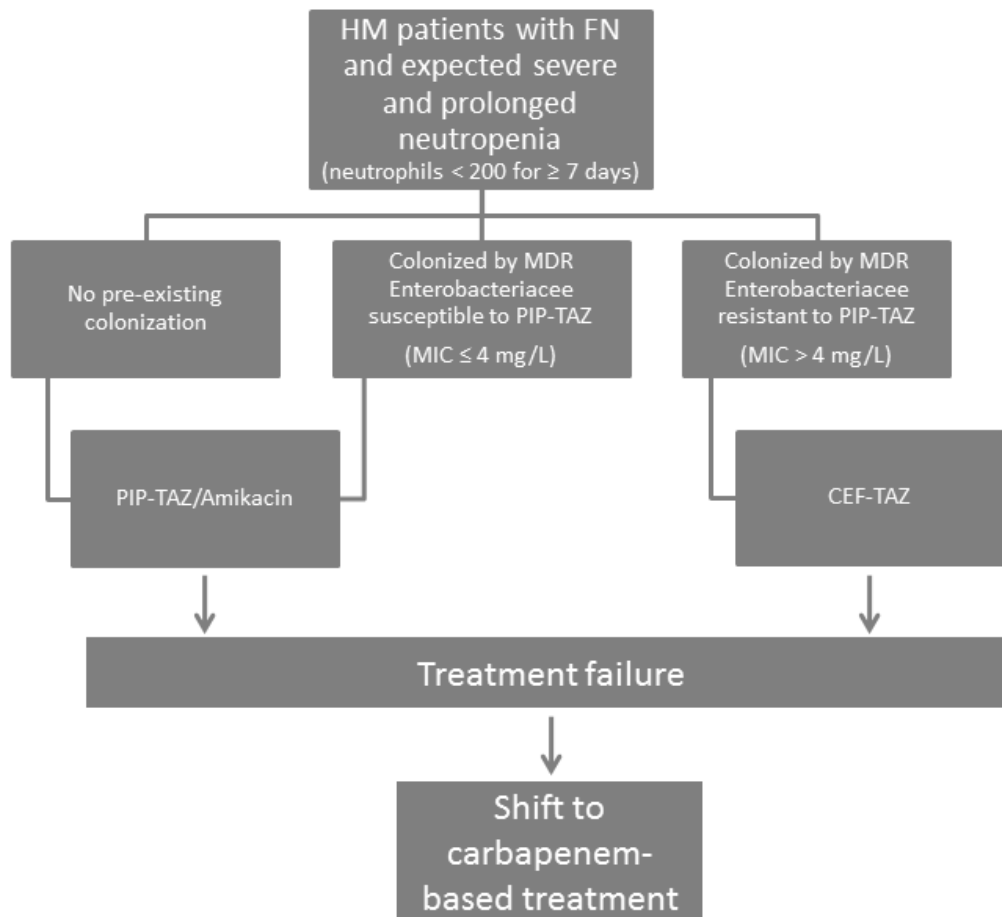 HM patients with FN
and expected severe
and prolonged
neutropenia
(neutrophils < 200 for ≥ 7 days)
No pre-existing
colonization
Colonized by MDR
Enterobacteriacee
susceptible to PIP-TAZ
(MIC ≤ 4 mg/L)
Colonized by MDR
Enterobacteriacee
resistant to PIP-TAZ
(MIC > 4 mg/L)
PIP-TAZ/Amikacin
CEF-TAZ
Treatment failure
Shift to
carbapenem-
based treatment